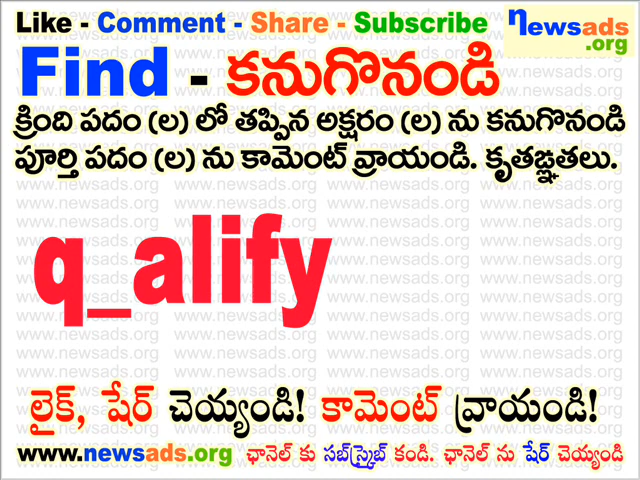 Like - Comment - Share - Subscribe
newsads
.org
Find - కనుగొనండి
క్రింది పదం (ల) లో తప్పిన అక్షరం (ల) ను కనుగొనండి
పూర్తి పదం (ల) ను కామెంట్ వ్రాయండి. కృతఙ్ఞతలు.
q_alify
లైక్, షేర్ చెయ్యండి! కామెంట్ వ్రాయండి!
www.newsads.org ఛానెల్ కు సబ్‌స్క్రైబ్ కండి. ఛానెల్ ను షేర్ చెయ్యండి